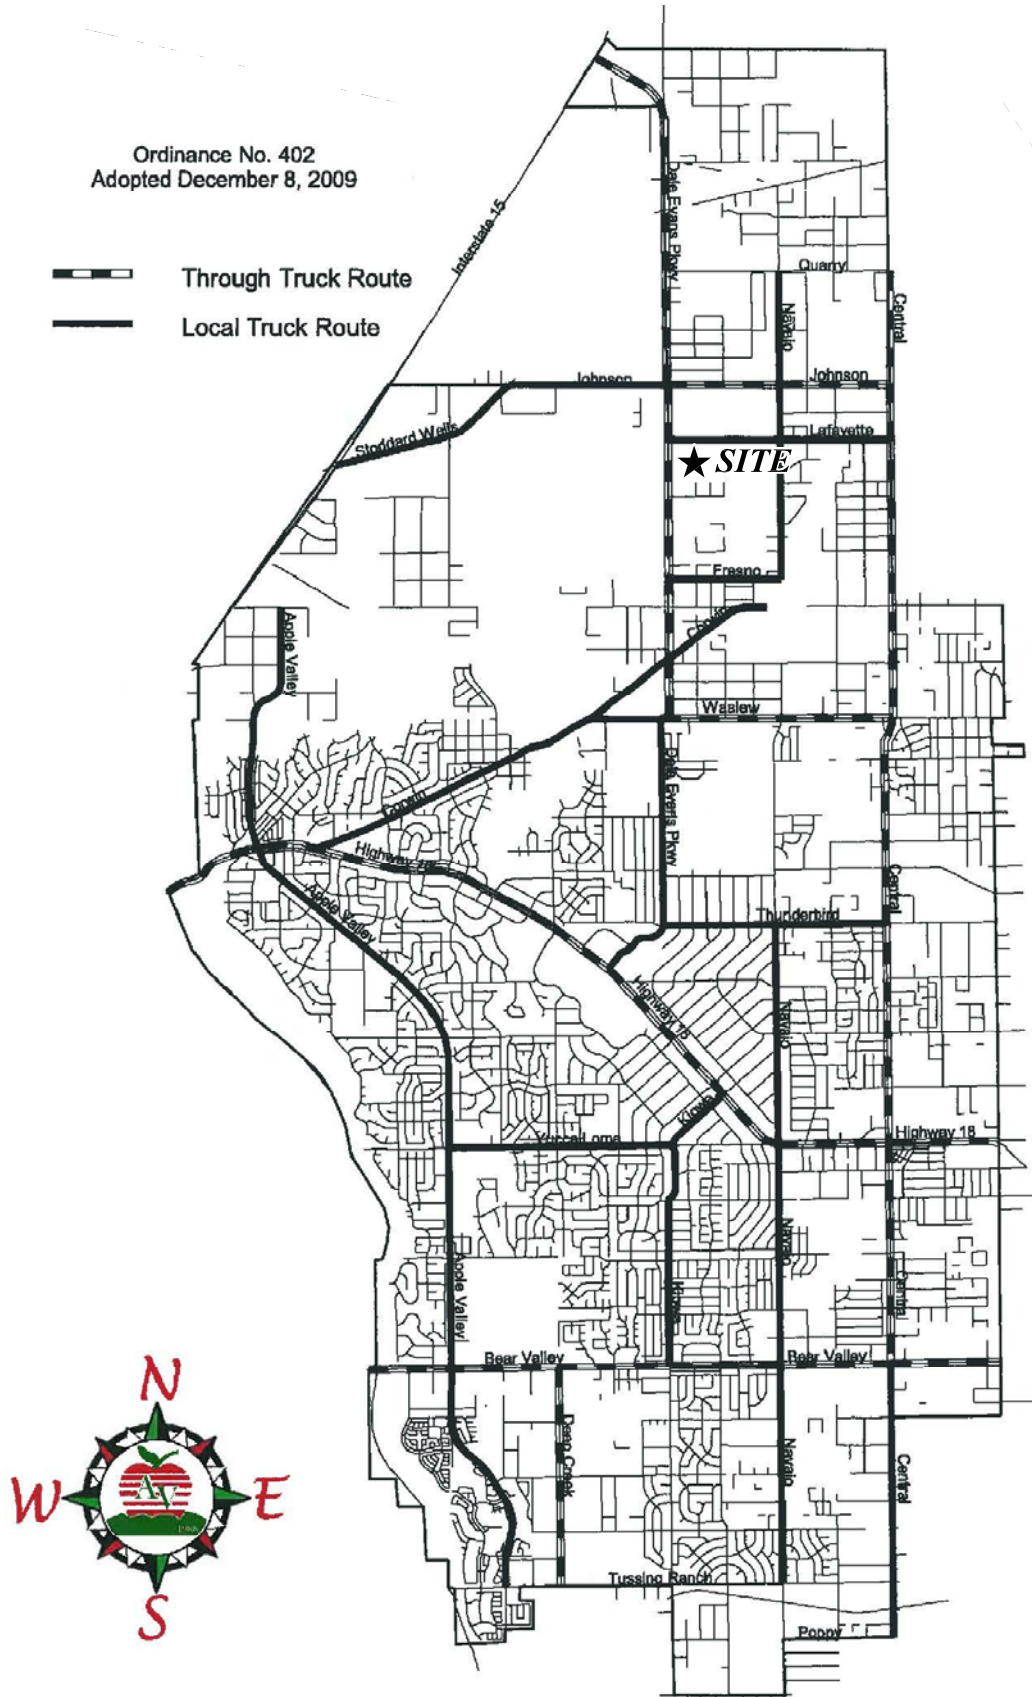 Ordinance No. 402
Adopted December 8, 2009
Through Truck Route
Local Truck Route
Interstate 15
Dale Evans Pkwy
Quarry
Navajo
Central
Johnson
Johnson
Stoddard Wells
Lafayette
SITE
Fresno
Corwin
Apple Valley
Waalew
Dale Evans Pkwy
Corwin
Highway 18
Apple Valley
Central
Thunderbird
Highway 18
Navajo
Kiowa
Highway 18
Yucca Loma
Navajo
Apple Valley
Kiowa
Central
Bear Valley
Bear Valley
N
Deep Creek
Navajo
Central
W
AV
E
Tussing Ranch
S
Poppy